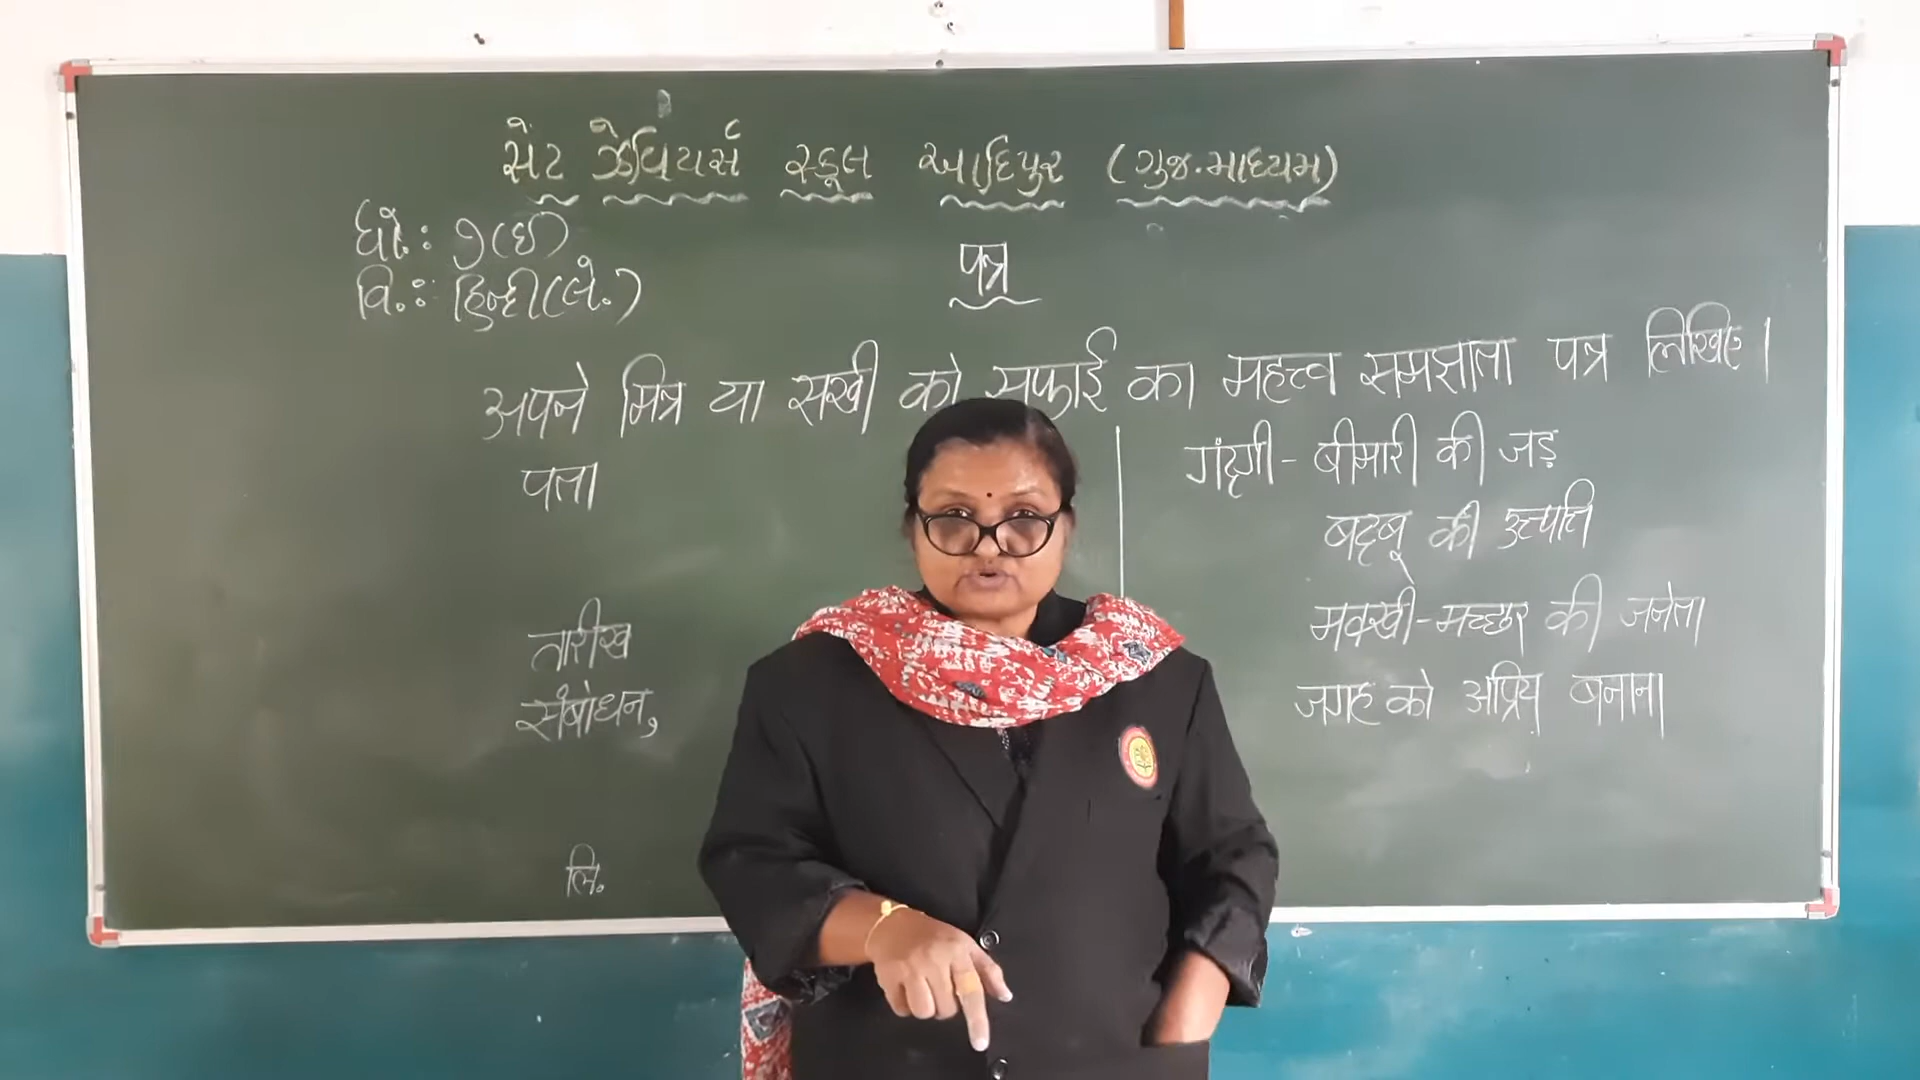 સેંટ ઝેવિયર્સ સ્કૂલ આદિપુર (ગુજ.માધ્યમ)
ધો.: ૭(ઈ)
વિ.: હિન્દી(લે.)
पत्र
अपने मित्र या सखी को सफाई का महत्त्व समझाता पत्र लिखिए।
पता
तारीख
संबोधन,
लि.
गंदगी - बीमारी की जड़
बदबू की उत्पत्ति
मक्खी-मच्छर की जनेता
जगह को अप्रिय बनाना